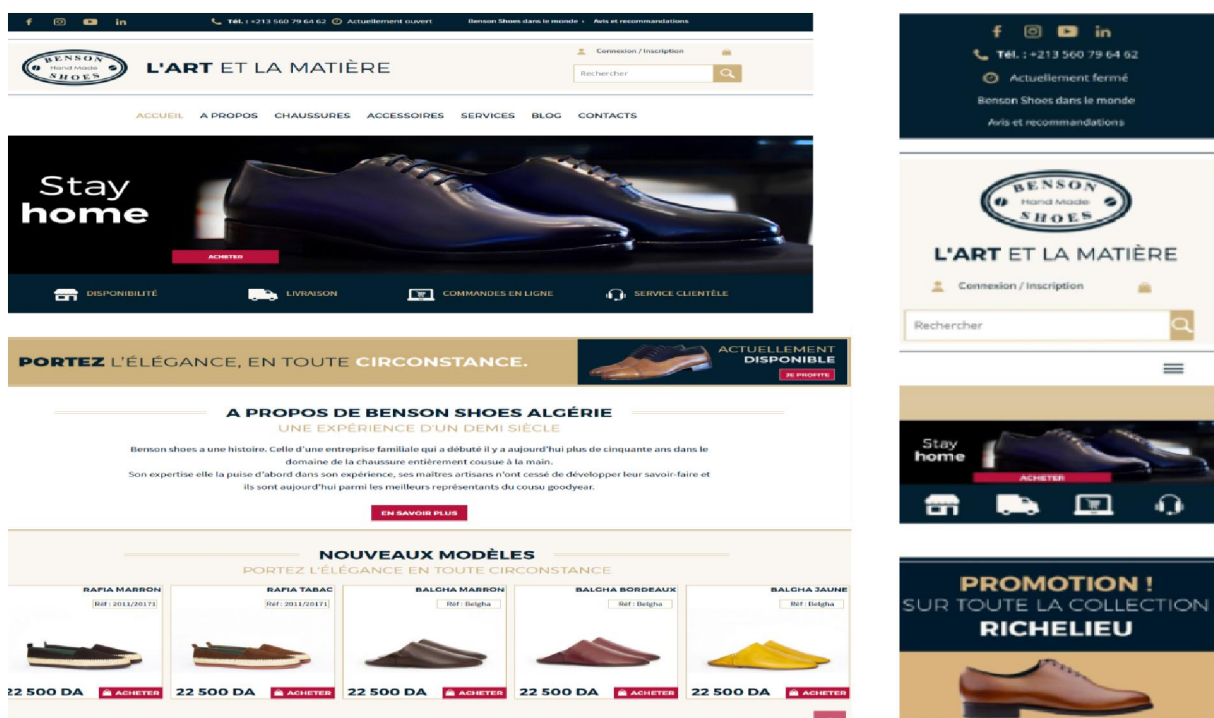 Tél. : +213 560 79 64 62 Actuellement ouvert Benson Shoes dans le monde Avis et recommandations
BENSON
Hand Made
SHOES
L'ART ET LA MATIÈRE
Connexion / Inscription
Rechercher
ACCUEIL A PROPOS CHAUSSURES ACCESSOIRES SERVICES BLOG CONTACTS
Stay
home
ACHETER
DISPONIBILITÉ LIVRAISON COMMANDES EN LIGNE SERVICE CLIENTÈLE
PORTEZ L'ÉLÉGANCE, EN TOUTE CIRCONSTANCE.
ACTUELLEMENT
DISPONIBLE
JE PROFITE
A PROPOS DE BENSON SHOES ALGÉRIE
UNE EXPÉRIENCE D'UN DEMI SIÈCLE
Benson shoes a une histoire. Celle d'une entreprise familiale qui a débuté il y a aujourd'hui plus de cinquante ans dans le
domaine de la chaussure entièrement cousue à la main.
Son expertise elle la puise d'abord dans son expérience, ses maîtres artisans n'ont cessé de développer leur savoir-faire et
ils sont aujourd'hui parmi les meilleurs représentants du cousu goodyear.
EN SAVOIR PLUS
NOUVEAUX MODÈLES
PORTEZ L'ÉLÉGANCE EN TOUTE CIRCONSTANCE
RAFIA MARRON RAFIA TABAC BALGHA MARRON BALGHA BORDEAUX BALGHA JAUNE
Réf : 2011/20171 Réf : 2011/20171 Réf : Belgha Réf : Belgha Réf : Belgha
22 500 DA ACHETER 22 500 DA ACHETER 22 500 DA ACHETER 22 500 DA ACHETER 22 500 DA ACHETER
Tél. : +213 560 79 64 62
Actuellement fermé
Benson Shoes dans le monde
Avis et recommandations
BENSON
Hand Made
SHOES
L'ART ET LA MATIÈRE
Connexion / Inscription
Rechercher
Stay
home
ACHETER
PROMOTION !
SUR TOUTE LA COLLECTION
RICHELIEU